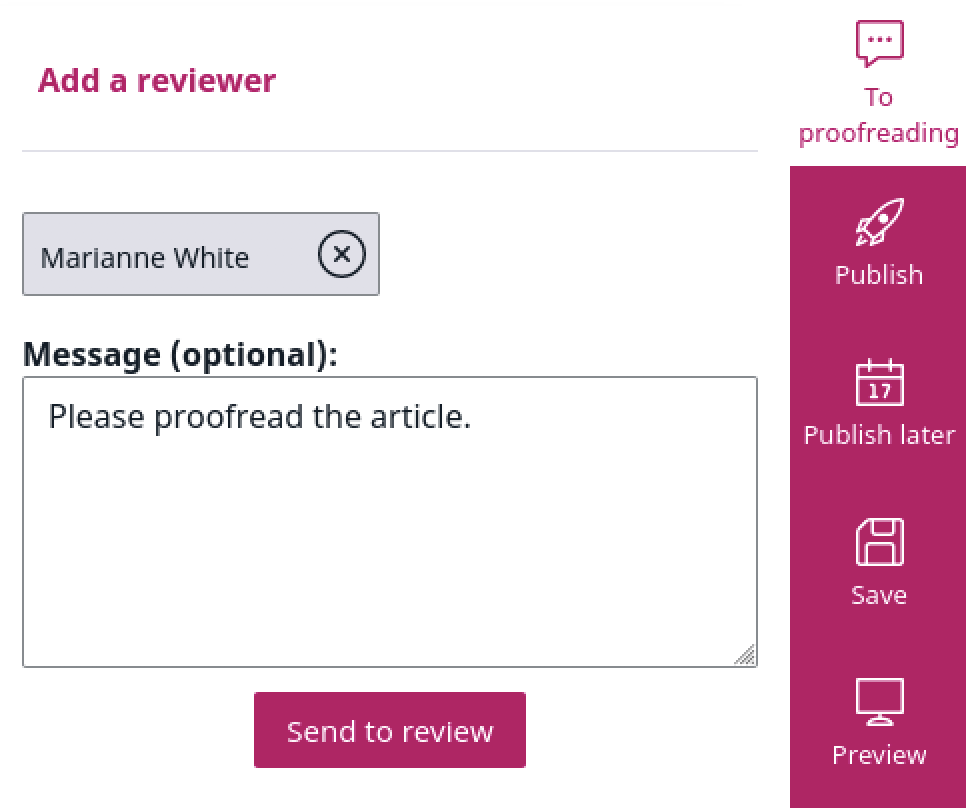 Add a reviewer
Marianne White
Message (optional):
Please proofread the article.
Send to review
To
proofreading
Publish
17
Publish later
Save
Preview